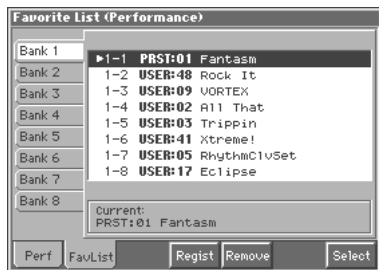 Favorite List (Performance)
Bank 1
Bank 2
Bank 3
Bank 4
Bank 5
Bank 6
Bank 7
Bank 8
▶1-1 PRST:01 Fantasm
1-2 USER:48 Rock It
1-3 USER:09 VORTEX
1-4 USER:02 All That
1-5 USER:03 Trippin
1-6 USER:41 Xtreme!
1-7 USER:05 RhythmClvSet
1-8 USER:17 Eclipse
Current:
PRST:01 Fantasm
Perf FavList Regist Remove Select